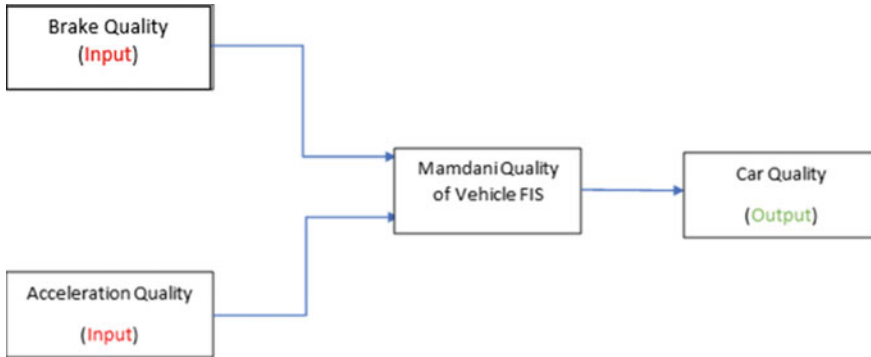 Brake Quality
(Input)
Mamdani Quality
of Vehicle FIS
Car Quality
(Output)
Acceleration Quality
(Input)